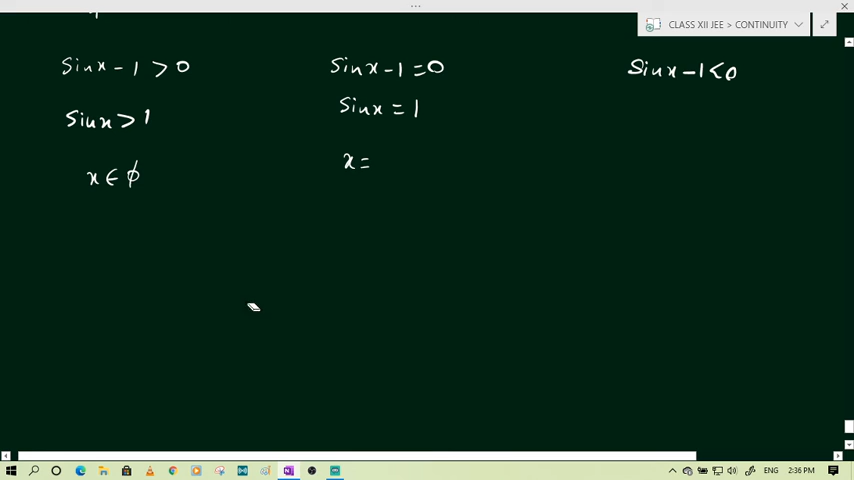 CLASS XII JEE > CONTINUITY
Sinx - 1 > 0
Sinx - 1 = 0
Sinx - 1 < 0
Sinx > 1
Sinx = 1
x ∈ ϕ
x =
ENG
2:36 PM